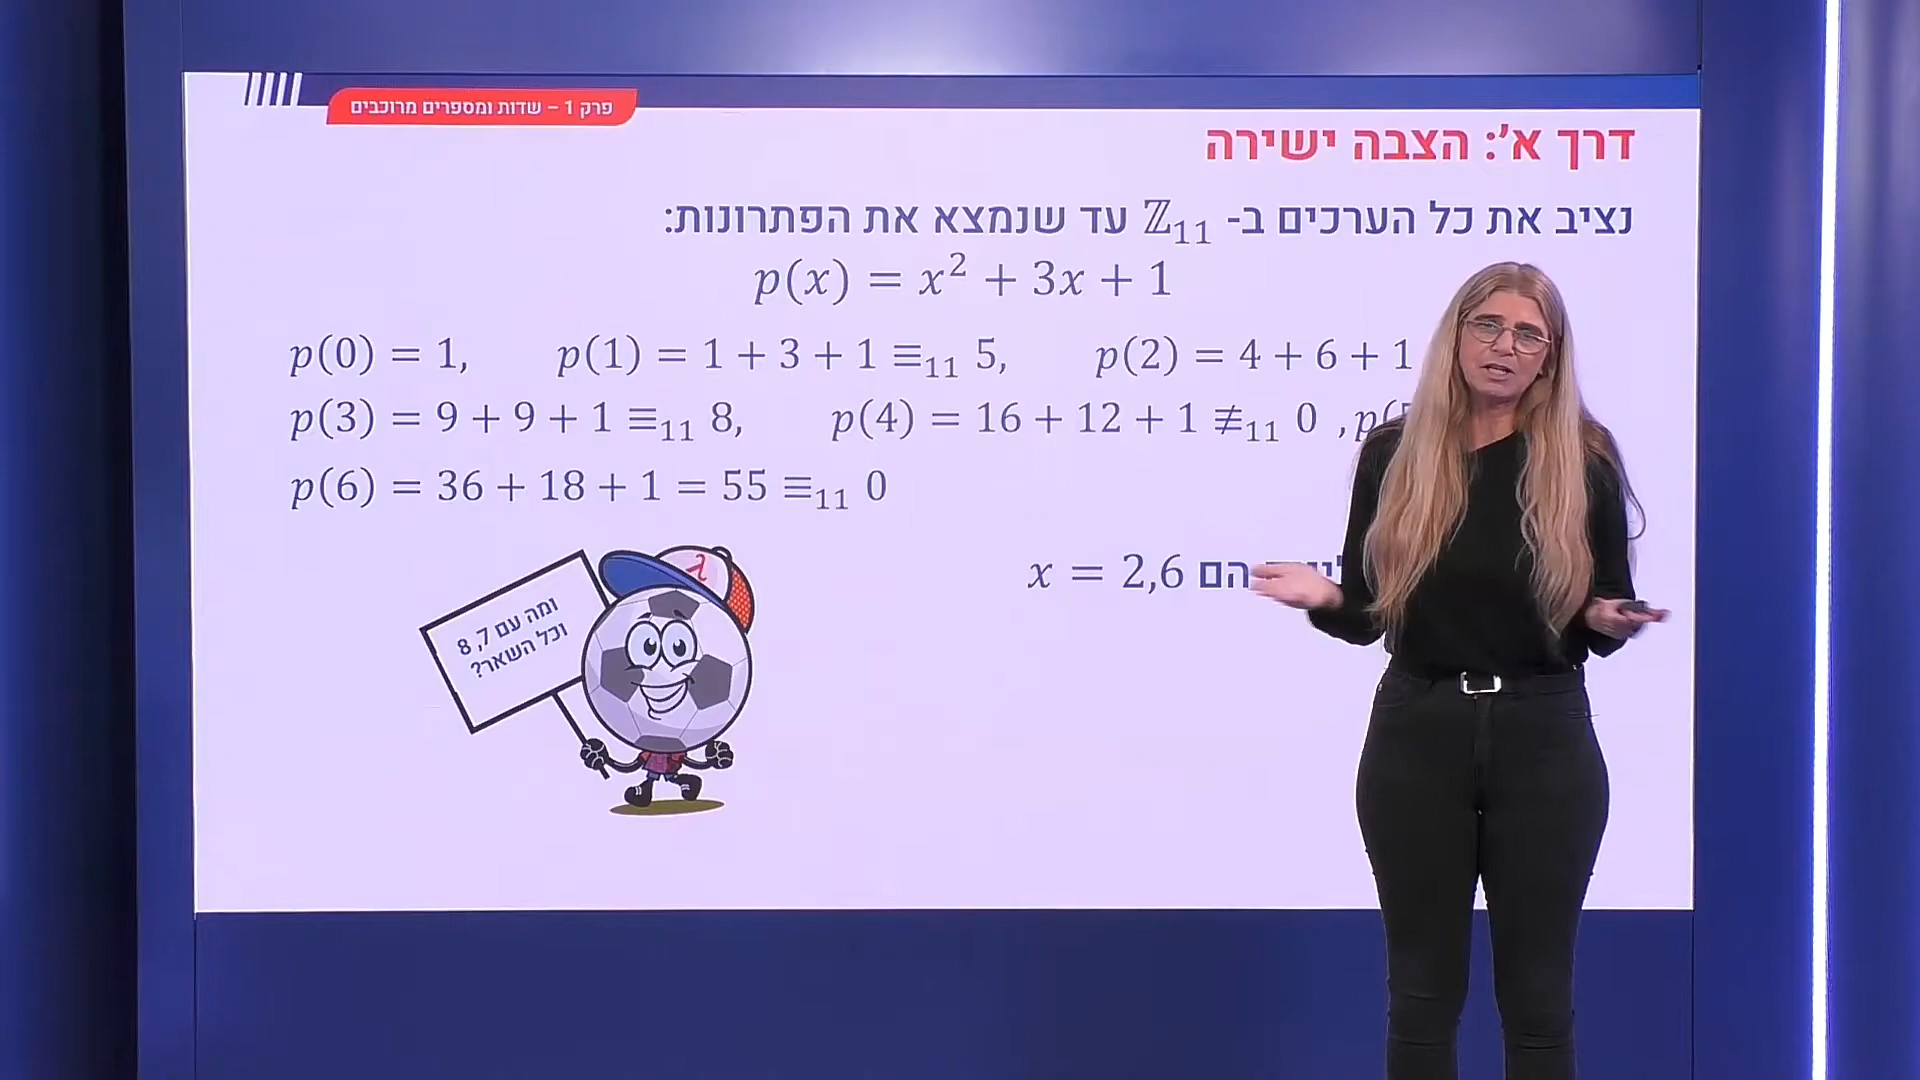 פרק 1 – שדות ומספרים מרוכבים
דרך א': הצבה ישירה
נציב את כל הערכים ב- ℤ₁₁ עד שנמצא את הפתרונות:
p(x) = x² + 3x + 1
p(0) = 1, p(1) = 1 + 3 + 1 ≡₁₁ 5, p(2) = 4 + 6 + 1
p(3) = 9 + 9 + 1 ≡₁₁ 8, p(4) = 16 + 12 + 1 ≢₁₁ 0 ,p(
p(6) = 36 + 18 + 1 = 55 ≡₁₁ 0
הם x = 2,6
λ
ומה עם 7, 8
וכל השאר?